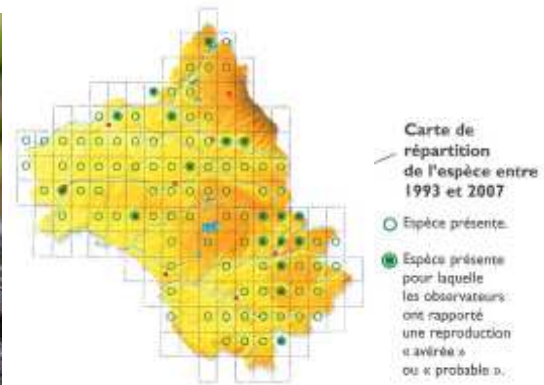 Carte de
répartition
de l'espèce entre
1993 et 2007
Espèce présente.
Espèce présente
pour laquelle
les observateurs
ont rapporté
une reproduction
« avérée »
ou « probable ».